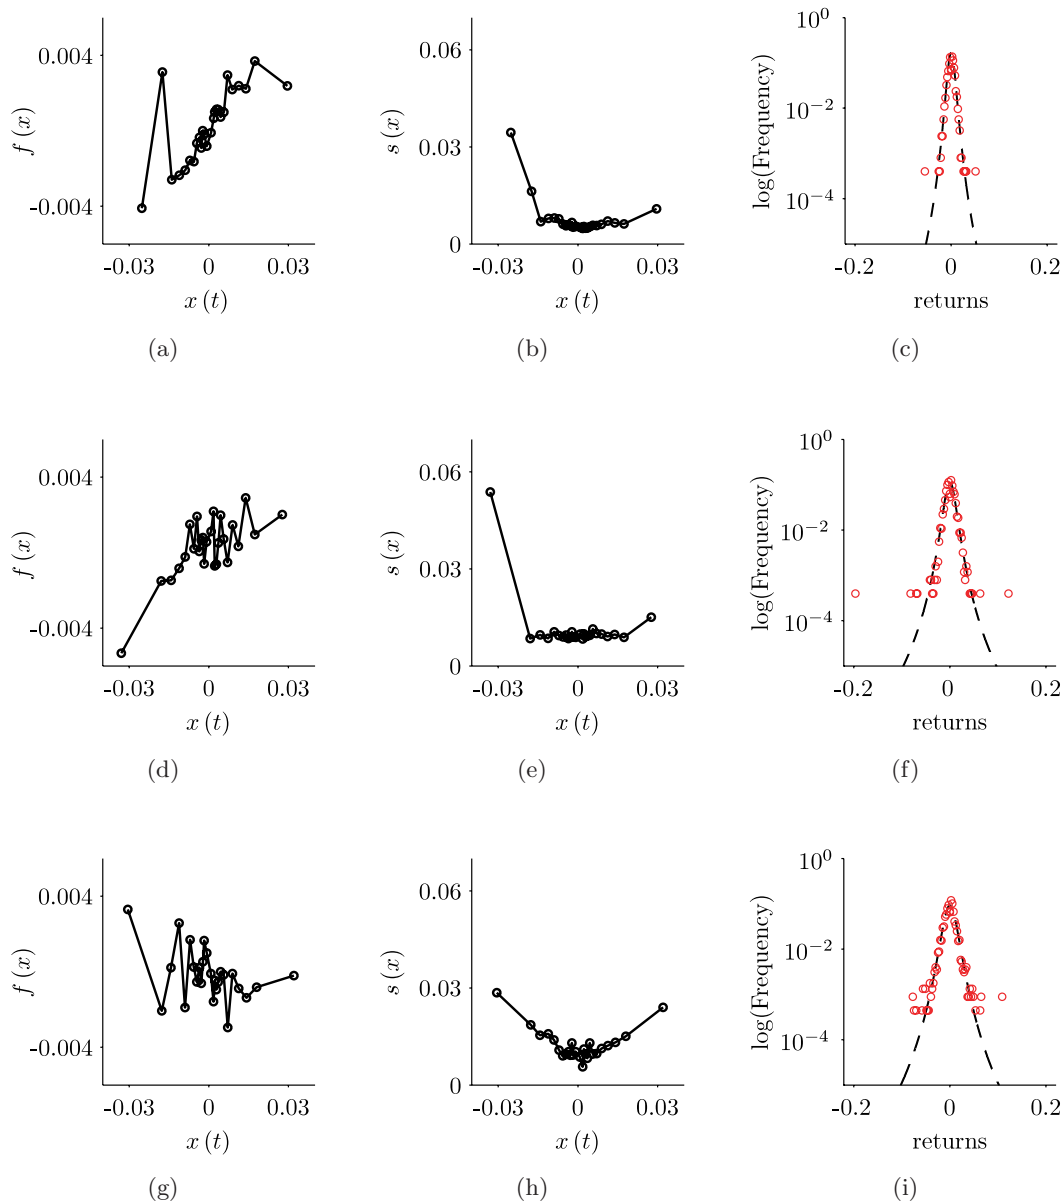 0.004
-0.004
f (x)
-0.03
0
0.03
x (t)
(a)
0.06
0.03
0
s (x)
-0.03
0
0.03
x (t)
(b)
10^0
10^-2
10^-4
log(Frequency)
-0.2
0
0.2
returns
(c)
0.004
-0.004
f (x)
-0.03
0
0.03
x (t)
(d)
0.06
0.03
0
s (x)
-0.03
0
0.03
x (t)
(e)
10^0
10^-2
10^-4
log(Frequency)
-0.2
0
0.2
returns
(f)
0.004
-0.004
f (x)
-0.03
0
0.03
x (t)
(g)
0.06
0.03
0
s (x)
-0.03
0
0.03
x (t)
(h)
10^0
10^-2
10^-4
log(Frequency)
-0.2
0
0.2
returns
(i)